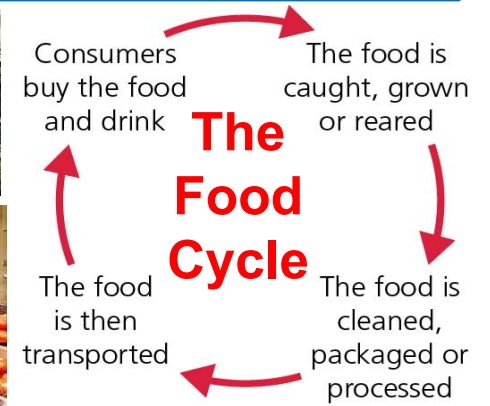 Consumers
buy the food
and drink
The food is
caught, grown
or reared
The
Food
Cycle
The food is
cleaned,
packaged or
processed
The food
is then
transported